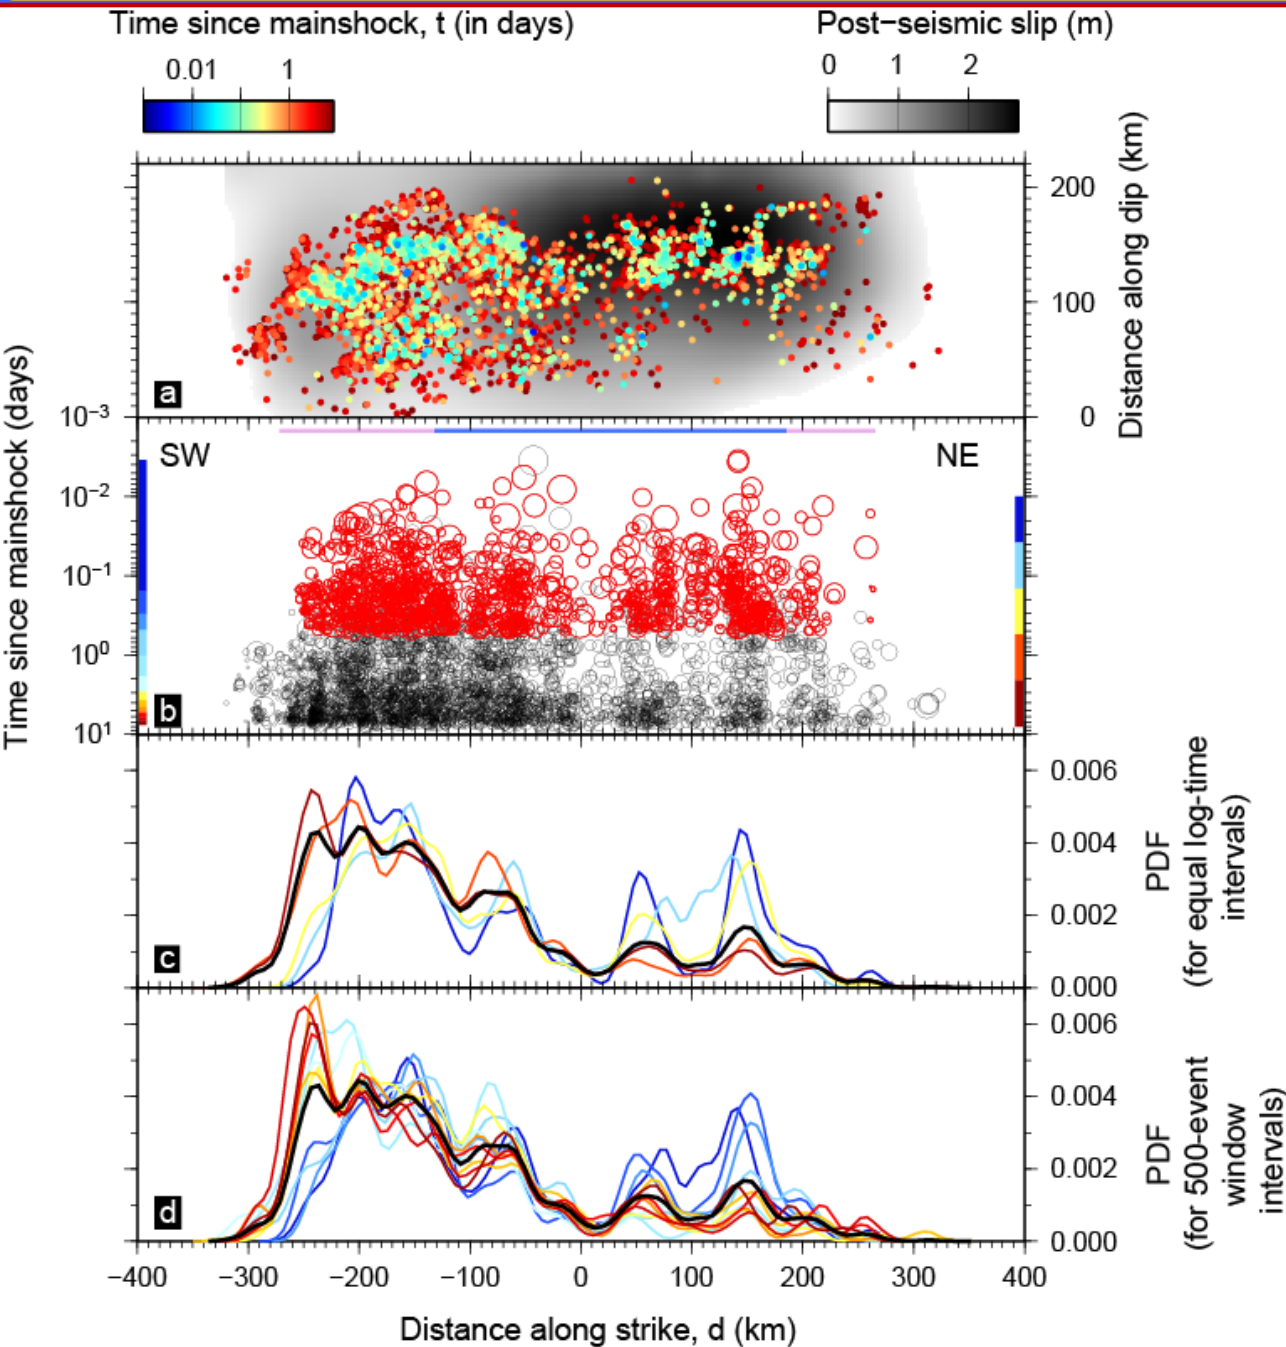 Time since mainshock, t (in days)
Post−seismic slip (m)
0.01 1
0 1 2
200
100
0
Distance along dip (km)
a
10−3
SW
NE
10−2
10−1
100
101
Time since mainshock (days)
b
0.006
0.004
0.002
0.000
PDF
(for equal log-time
intervals)
c
0.006
0.004
0.002
0.000
PDF
(for 500-event
window
intervals)
d
−400 −300 −200 −100 0 100 200 300 400
Distance along strike, d (km)